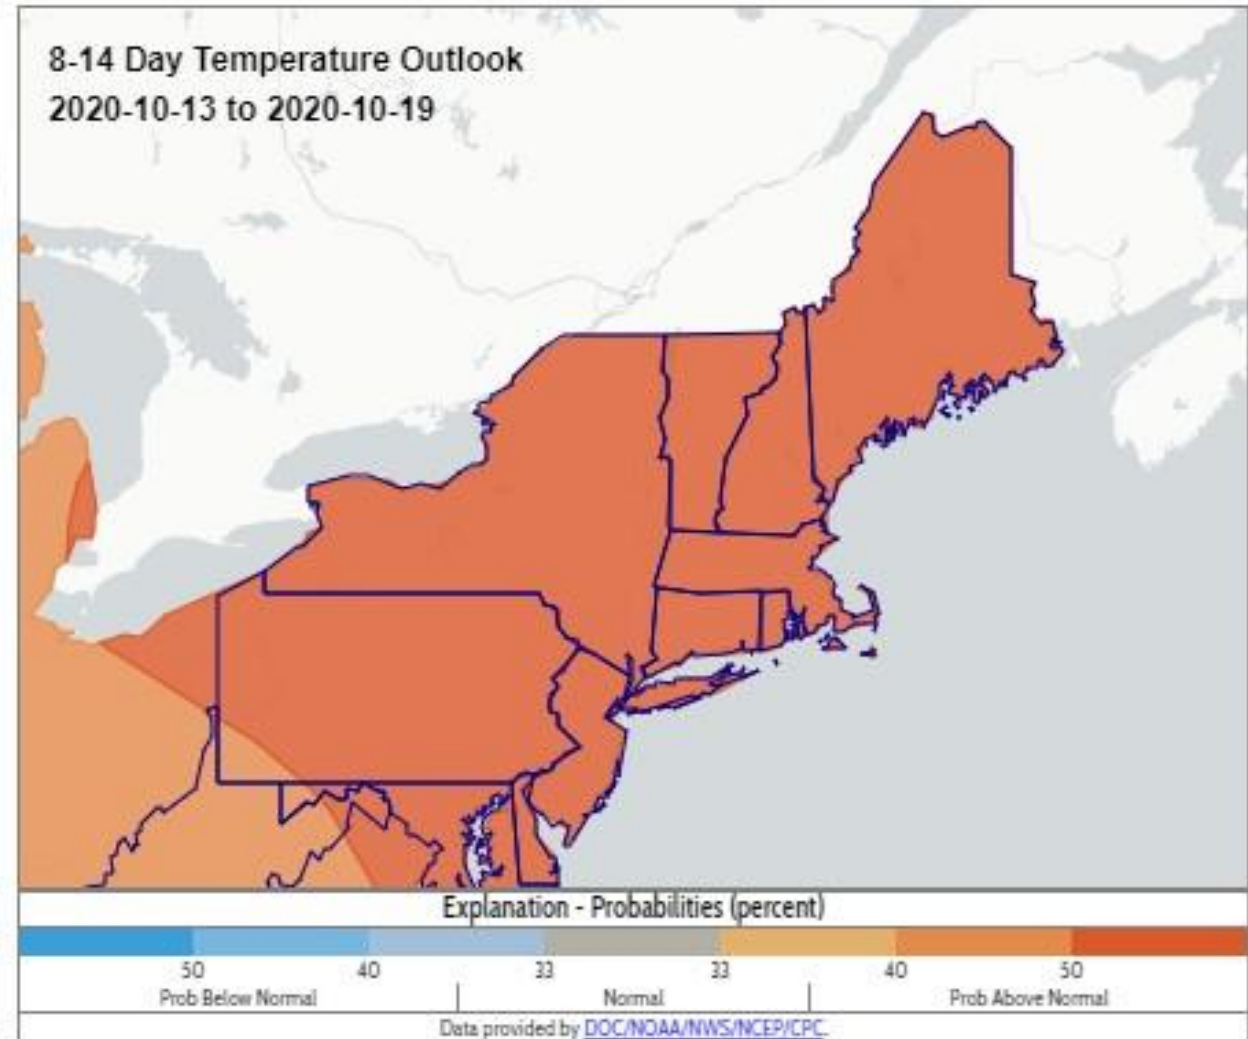 8-14 Day Temperature Outlook
2020-10-13 to 2020-10-19
Explanation - Probabilities (percent)
50 40 33 33 40 50
Prob Below Normal Normal Prob Above Normal
Data provided by DOC/NOAA/NWS/NCEP/CPC.